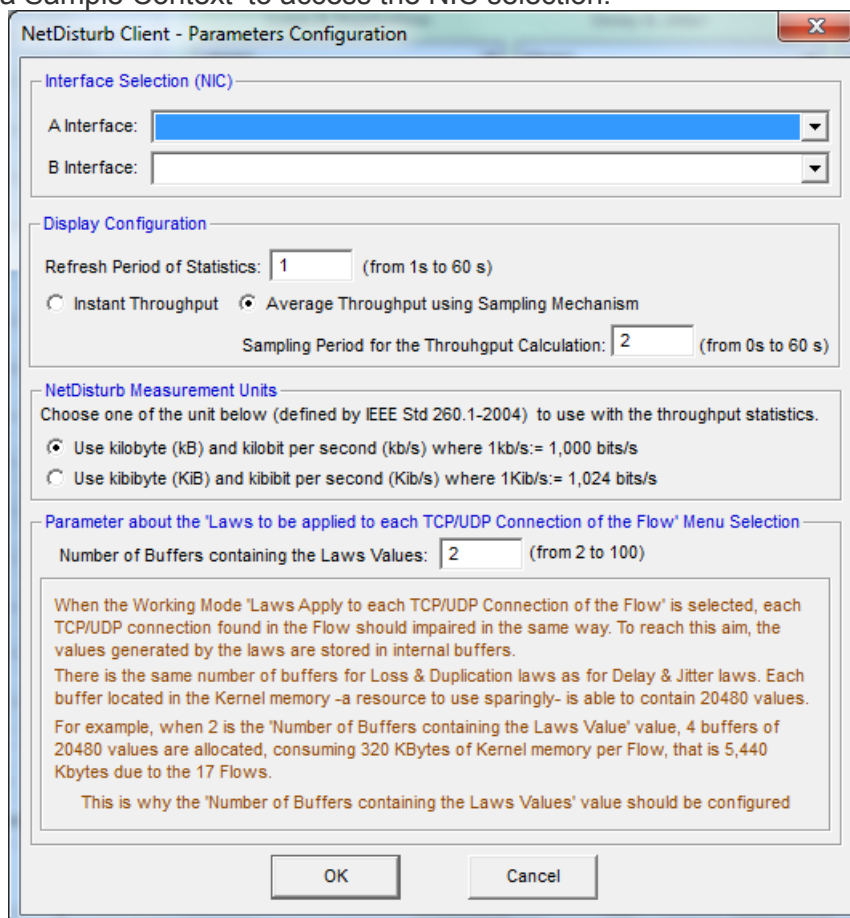 a Sample Context' to access the NIC selection.
NetDisturb Client - Parameters Configuration
Interface Selection (NIC)
A Interface:
B Interface:
Display Configuration
Refresh Period of Statistics: 1 (from 1s to 60 s)
Instant Throughput Average Throughput using Sampling Mechanism
Sampling Period for the Throuhgput Calculation: 2 (from 0s to 60 s)
NetDisturb Measurement Units
Choose one of the unit below (defined by IEEE Std 260.1-2004) to use with the throughput statistics.
Use kilobyte (kB) and kilobit per second (kb/s) where 1kb/s:= 1,000 bits/s
Use kibibyte (KiB) and kibibit per second (Kib/s) where 1Kib/s:= 1,024 bits/s
Parameter about the 'Laws to be applied to each TCP/UDP Connection of the Flow' Menu Selection
Number of Buffers containing the Laws Values: 2 (from 2 to 100)
When the Working Mode 'Laws Apply to each TCP/UDP Connection of the Flow' is selected, each
TCP/UDP connection found in the Flow should impaired in the same way. To reach this aim, the
values generated by the laws are stored in internal buffers.
There is the same number of buffers for Loss & Duplication laws as for Delay & Jitter laws. Each
buffer located in the Kernel memory -a resource to use sparingly- is able to contain 20480 values.
For example, when 2 is the 'Number of Buffers containing the Laws Value' value, 4 buffers of
20480 values are allocated, consuming 320 KBytes of Kernel memory per Flow, that is 5,440
Kbytes due to the 17 Flows.
This is why the 'Number of Buffers containing the Laws Values' value should be configured
OK Cancel